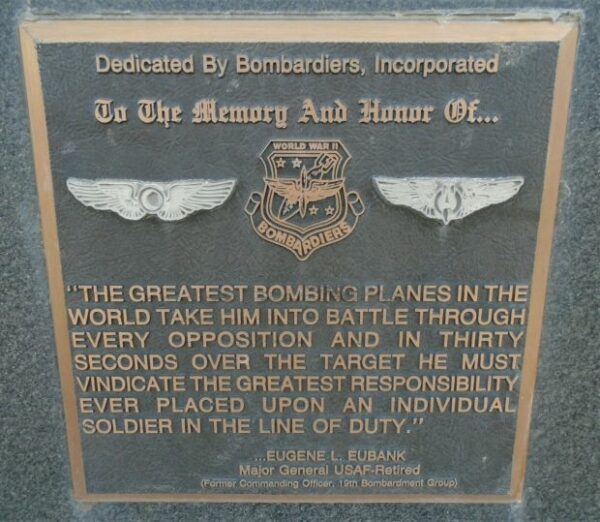 Dedicated By Bombardiers, Incorporated
To The Memory And Honor Of...
WORLD WAR II
BOMBARDIERS
"THE GREATEST BOMBING PLANES IN THE
WORLD TAKE HIM INTO BATTLE THROUGH
EVERY OPPOSITION AND IN THIRTY
SECONDS OVER THE TARGET HE MUST
VINDICATE THE GREATEST RESPONSIBILITY
EVER PLACED UPON AN INDIVIDUAL
SOLDIER IN THE LINE OF DUTY."
...EUGENE L. EUBANK
Major General USAF-Retired
(Former Commanding Officer, 19th Bombardment Group)